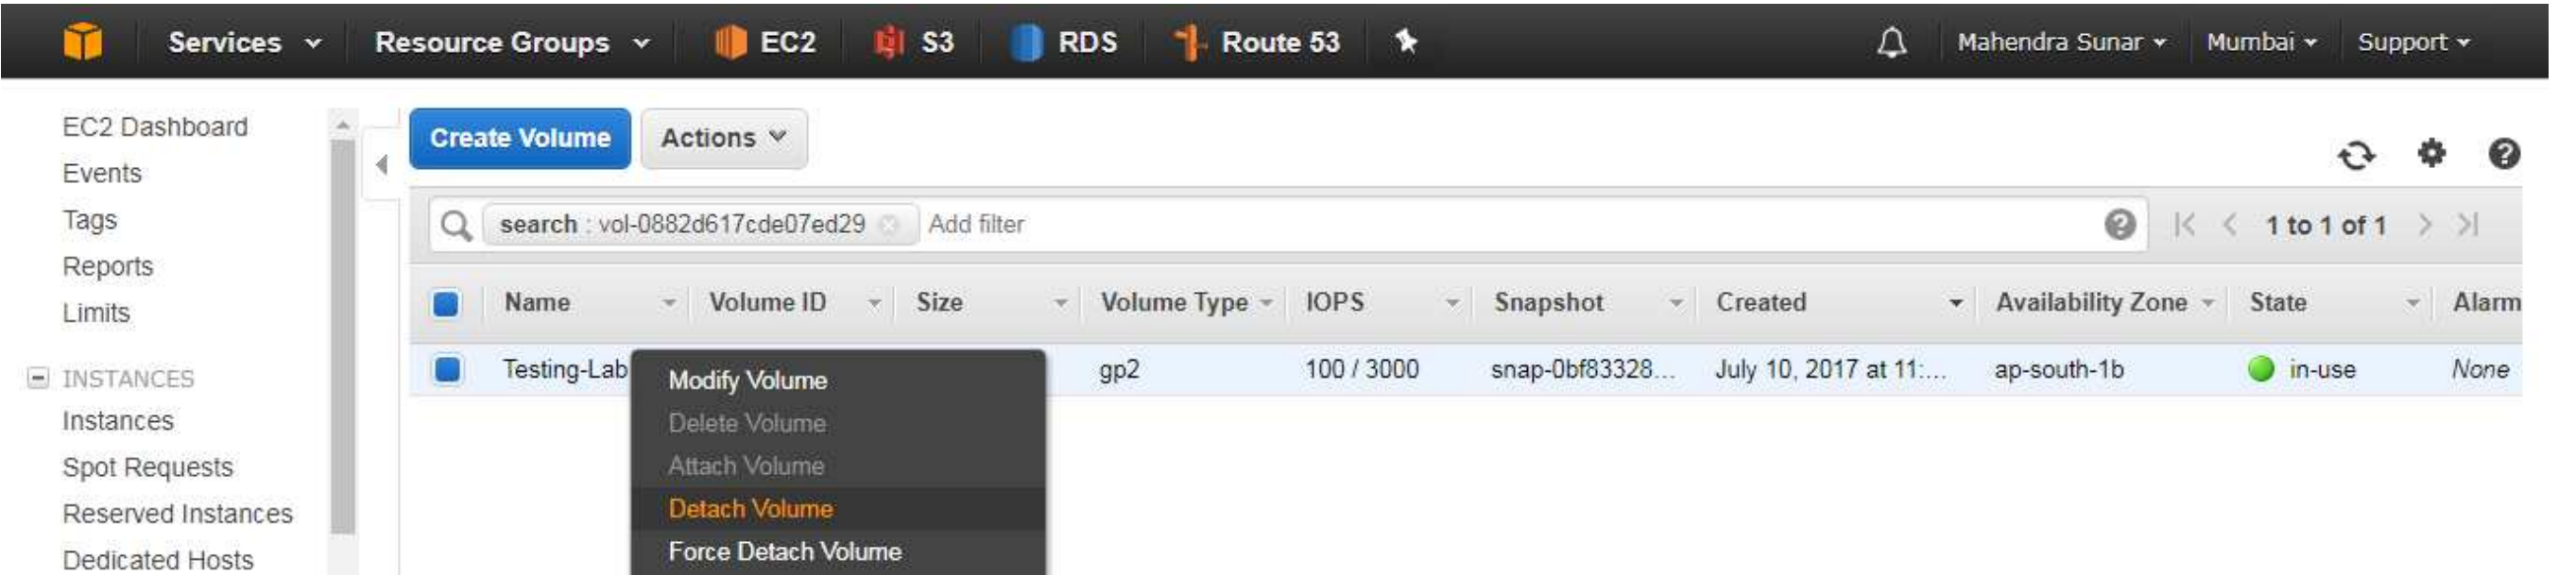 Services Resource Groups EC2 S3 RDS Route 53 Mahendra Sunar Mumbai Support
EC2 Dashboard
Events
Tags
Reports
Limits
INSTANCES
Instances
Spot Requests
Reserved Instances
Dedicated Hosts
Create Volume Actions
search : vol-0882d617cde07ed29 Add filter 1 to 1 of 1
Name Volume ID Size Volume Type IOPS Snapshot Created Availability Zone State Alarm
Testing-Lab gp2 100 / 3000 snap-0bf83328... July 10, 2017 at 11:... ap-south-1b in-use None
Modify Volume
Delete Volume
Attach Volume
Detach Volume
Force Detach Volume